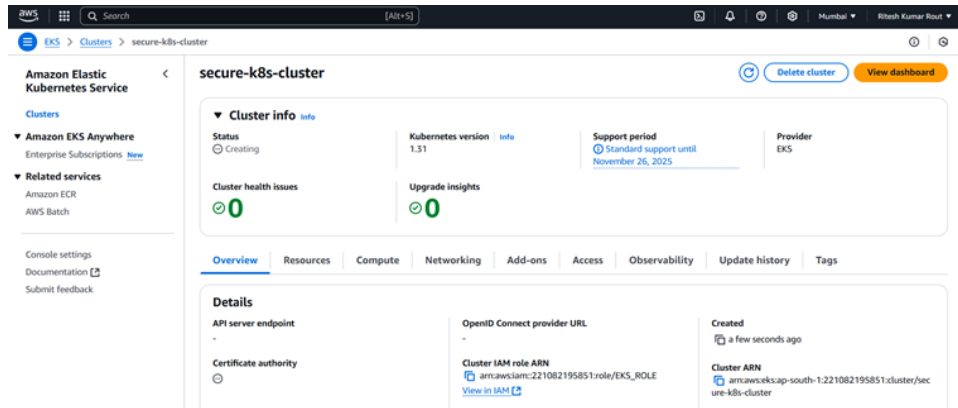 aws Search [Alt+S] Mumbai ▼ Ritesh Kumar Rout ▼
EKS > Clusters > secure-k8s-cluster
Amazon Elastic
Kubernetes Service
Clusters
Amazon EKS Anywhere
Enterprise Subscriptions New
Related services
Amazon ECR
AWS Batch
Console settings
Documentation
Submit feedback
secure-k8s-cluster
Delete cluster
View dashboard
Cluster info Info
Status
Creating
Kubernetes version Info
1.31
Support period
Standard support until
November 26, 2025
Provider
EKS
Cluster health issues
0
Upgrade insights
0
Overview Resources Compute Networking Add-ons Access Observability Update history Tags
Details
API server endpoint
-
Certificate authority
OpenID Connect provider URL
-
Cluster IAM role ARN
arn:aws:iam::221082195851:role/EKS_ROLE
View in IAM
Created
a few seconds ago
Cluster ARN
arn:aws:eks:ap-south-1:221082195851:cluster/sec
ure-k8s-cluster